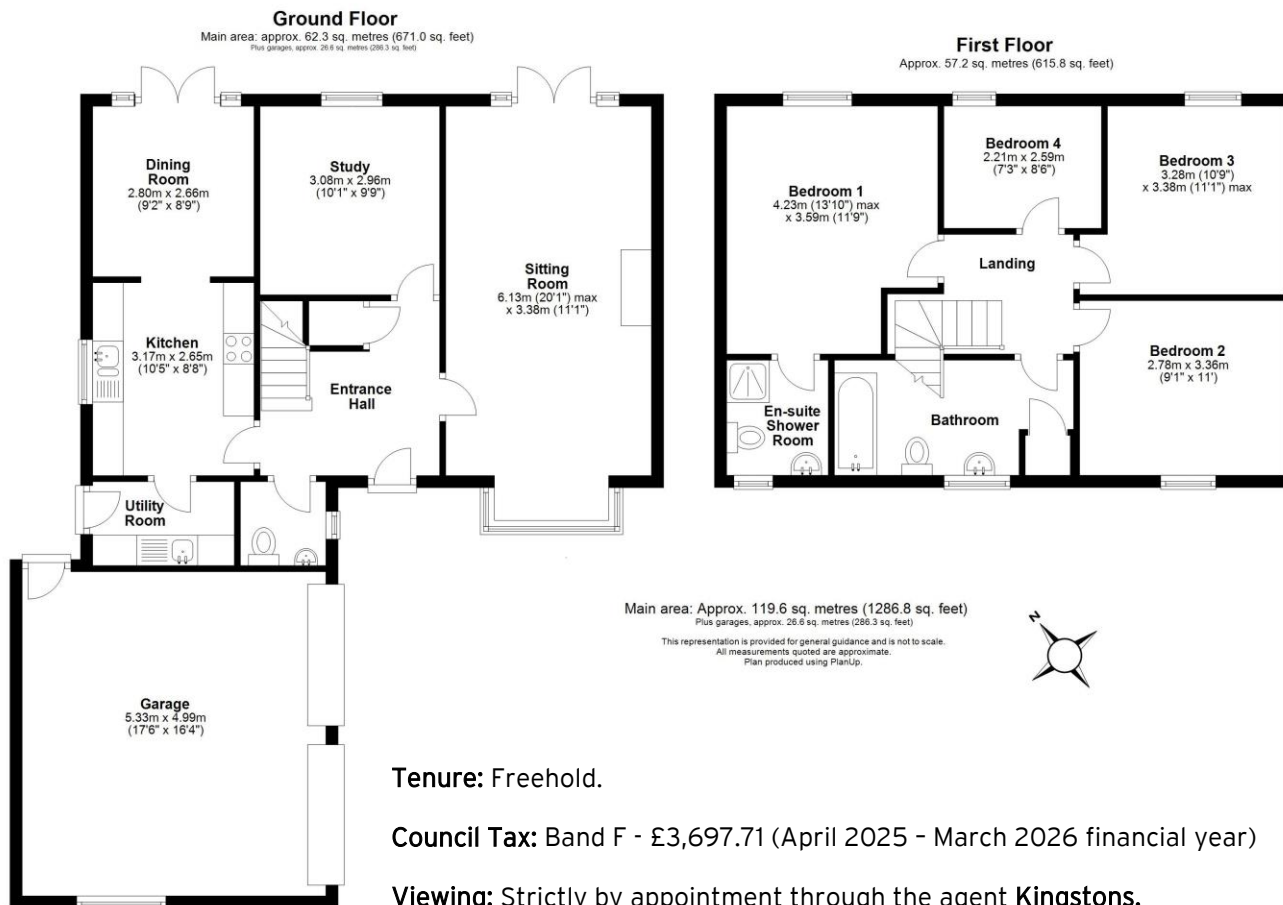 Ground Floor
Main area: approx. 62.3 sq. metres (671.0 sq. feet)
Plus garages, approx. 26.6 sq. metres (286.3 sq. feet)
Dining
Room
2.80m x 2.66m
(9'2" x 8'9")
Study
3.08m x 2.96m
(10'1" x 9'9")
Sitting
Room
6.13m (20'1") max
x 3.38m (11'1")
Kitchen
3.17m x 2.65m
(10'5" x 8'8")
Entrance
Hall
Utility
Room
Garage
5.33m x 4.99m
(17'6" x 16'4")
First Floor
Approx. 57.2 sq. metres (615.8 sq. feet)
Bedroom 1
4.23m (13'10") max
x 3.59m (11'9")
Bedroom 4
2.21m x 2.59m
(7'3" x 8'6")
Bedroom 3
3.28m (10'9")
x 3.38m (11'1") max
Landing
Bedroom 2
2.78m x 3.36m
(9'1" x 11')
En-suite
Shower
Room
Bathroom
Main area: Approx. 119.6 sq. metres (1286.8 sq. feet)
Plus garages, approx. 26.6 sq. metres (286.3 sq. feet)
This representation is provided for general guidance and is not to scale.
All measurements quoted are approximate.
Plan produced using PlanUp.
N
Tenure: Freehold.
Council Tax: Band F - £3,697.71 (April 2025 – March 2026 financial year)
Viewing: Strictly by appointment through the agent Kingstons.